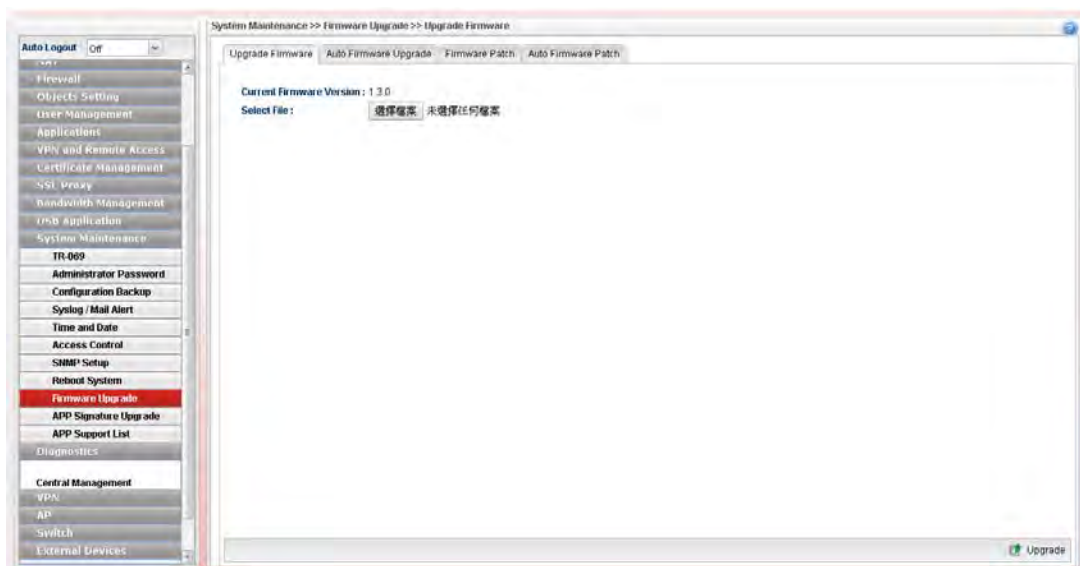 System Maintenance >> Firmware Upgrade >> Upgrade Firmware
Auto Logout Off
Firewall
Objects Setting
User Management
Applications
VPN and Remote Access
Certificate Management
SSL Proxy
Bandwidth Management
USB Application
System Maintenance
TR-069
Administrator Password
Configuration Backup
Syslog / Mail Alert
Time and Date
Access Control
SNMP Setup
Reboot System
Firmware Upgrade
APP Signature Upgrade
APP Support List
Diagnostics
Central Management
VPN
AP
Switch
External Devices
Upgrade Firmware Auto Firmware Upgrade Firmware Patch Auto Firmware Patch
Current Firmware Version : 1.3.0
Select File : 選擇檔案 未選擇任何檔案
Upgrade